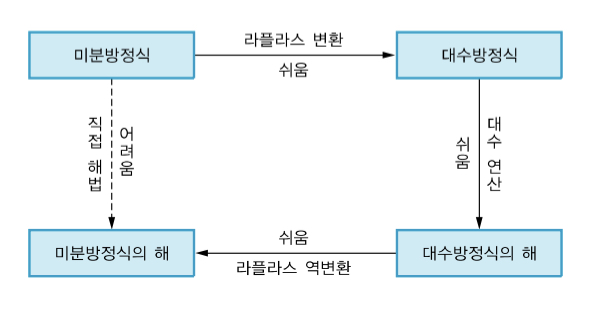 라플라스 변환
미분방정식
대수방정식
쉬움
직접 해법
어려움
쉬움
대수 연산
쉬움
미분방정식의 해
대수방정식의 해
라플라스 역변환